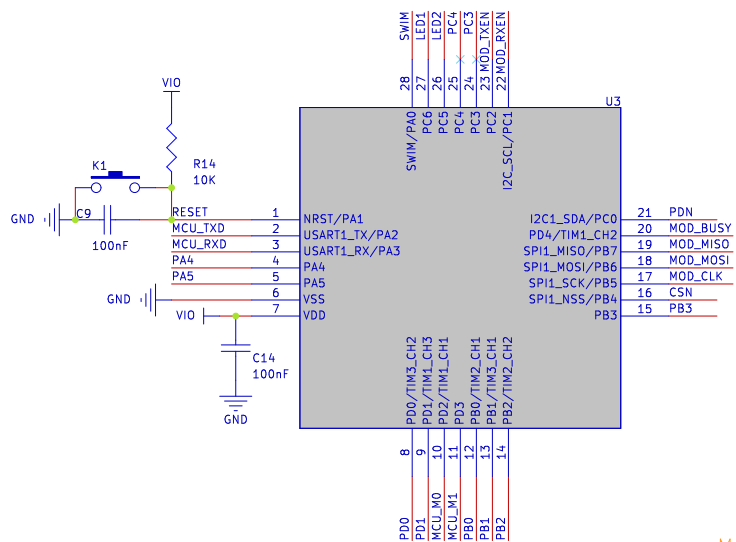 SWIM
LED1
LED2
PC4
PC3
MOD_TXEN
MOD_RXEN
28
27
26
25
24
23
22
U3
SWIM/PA0
PC6
PC5
PC4
PC3
PC2
I2C_SCL/PC1
VIO
R14
10K
K1
C9
100nF
GND
RESET 1 NRST/PA1
MCU_TXD 2 USART1_TX/PA2
MCU_RXD 3 USART1_RX/PA3
PA4 4 PA4
PA5 5 PA5
GND 6 VSS
VIO 7 VDD
C14
100nF
GND
I2C1_SDA/PC0 21 PDN
PD4/TIM1_CH2 20 MOD_BUSY
SPI1_MISO/PB7 19 MOD_MISO
SPI1_MOSI/PB6 18 MOD_MOSI
SPI1_SCK/PB5 17 MOD_CLK
SPI1_NSS/PB4 16 CSN
PB3 15 PB3
PD0/TIM3_CH2
PD1/TIM1_CH3
PD2/TIM1_CH1
PD3
PB0/TIM2_CH1
PB1/TIM3_CH1
PB2/TIM2_CH2
8
9
10
11
12
13
14
PD0
PD1
MCU_M0
MCU_M1
PB0
PB1
PB2